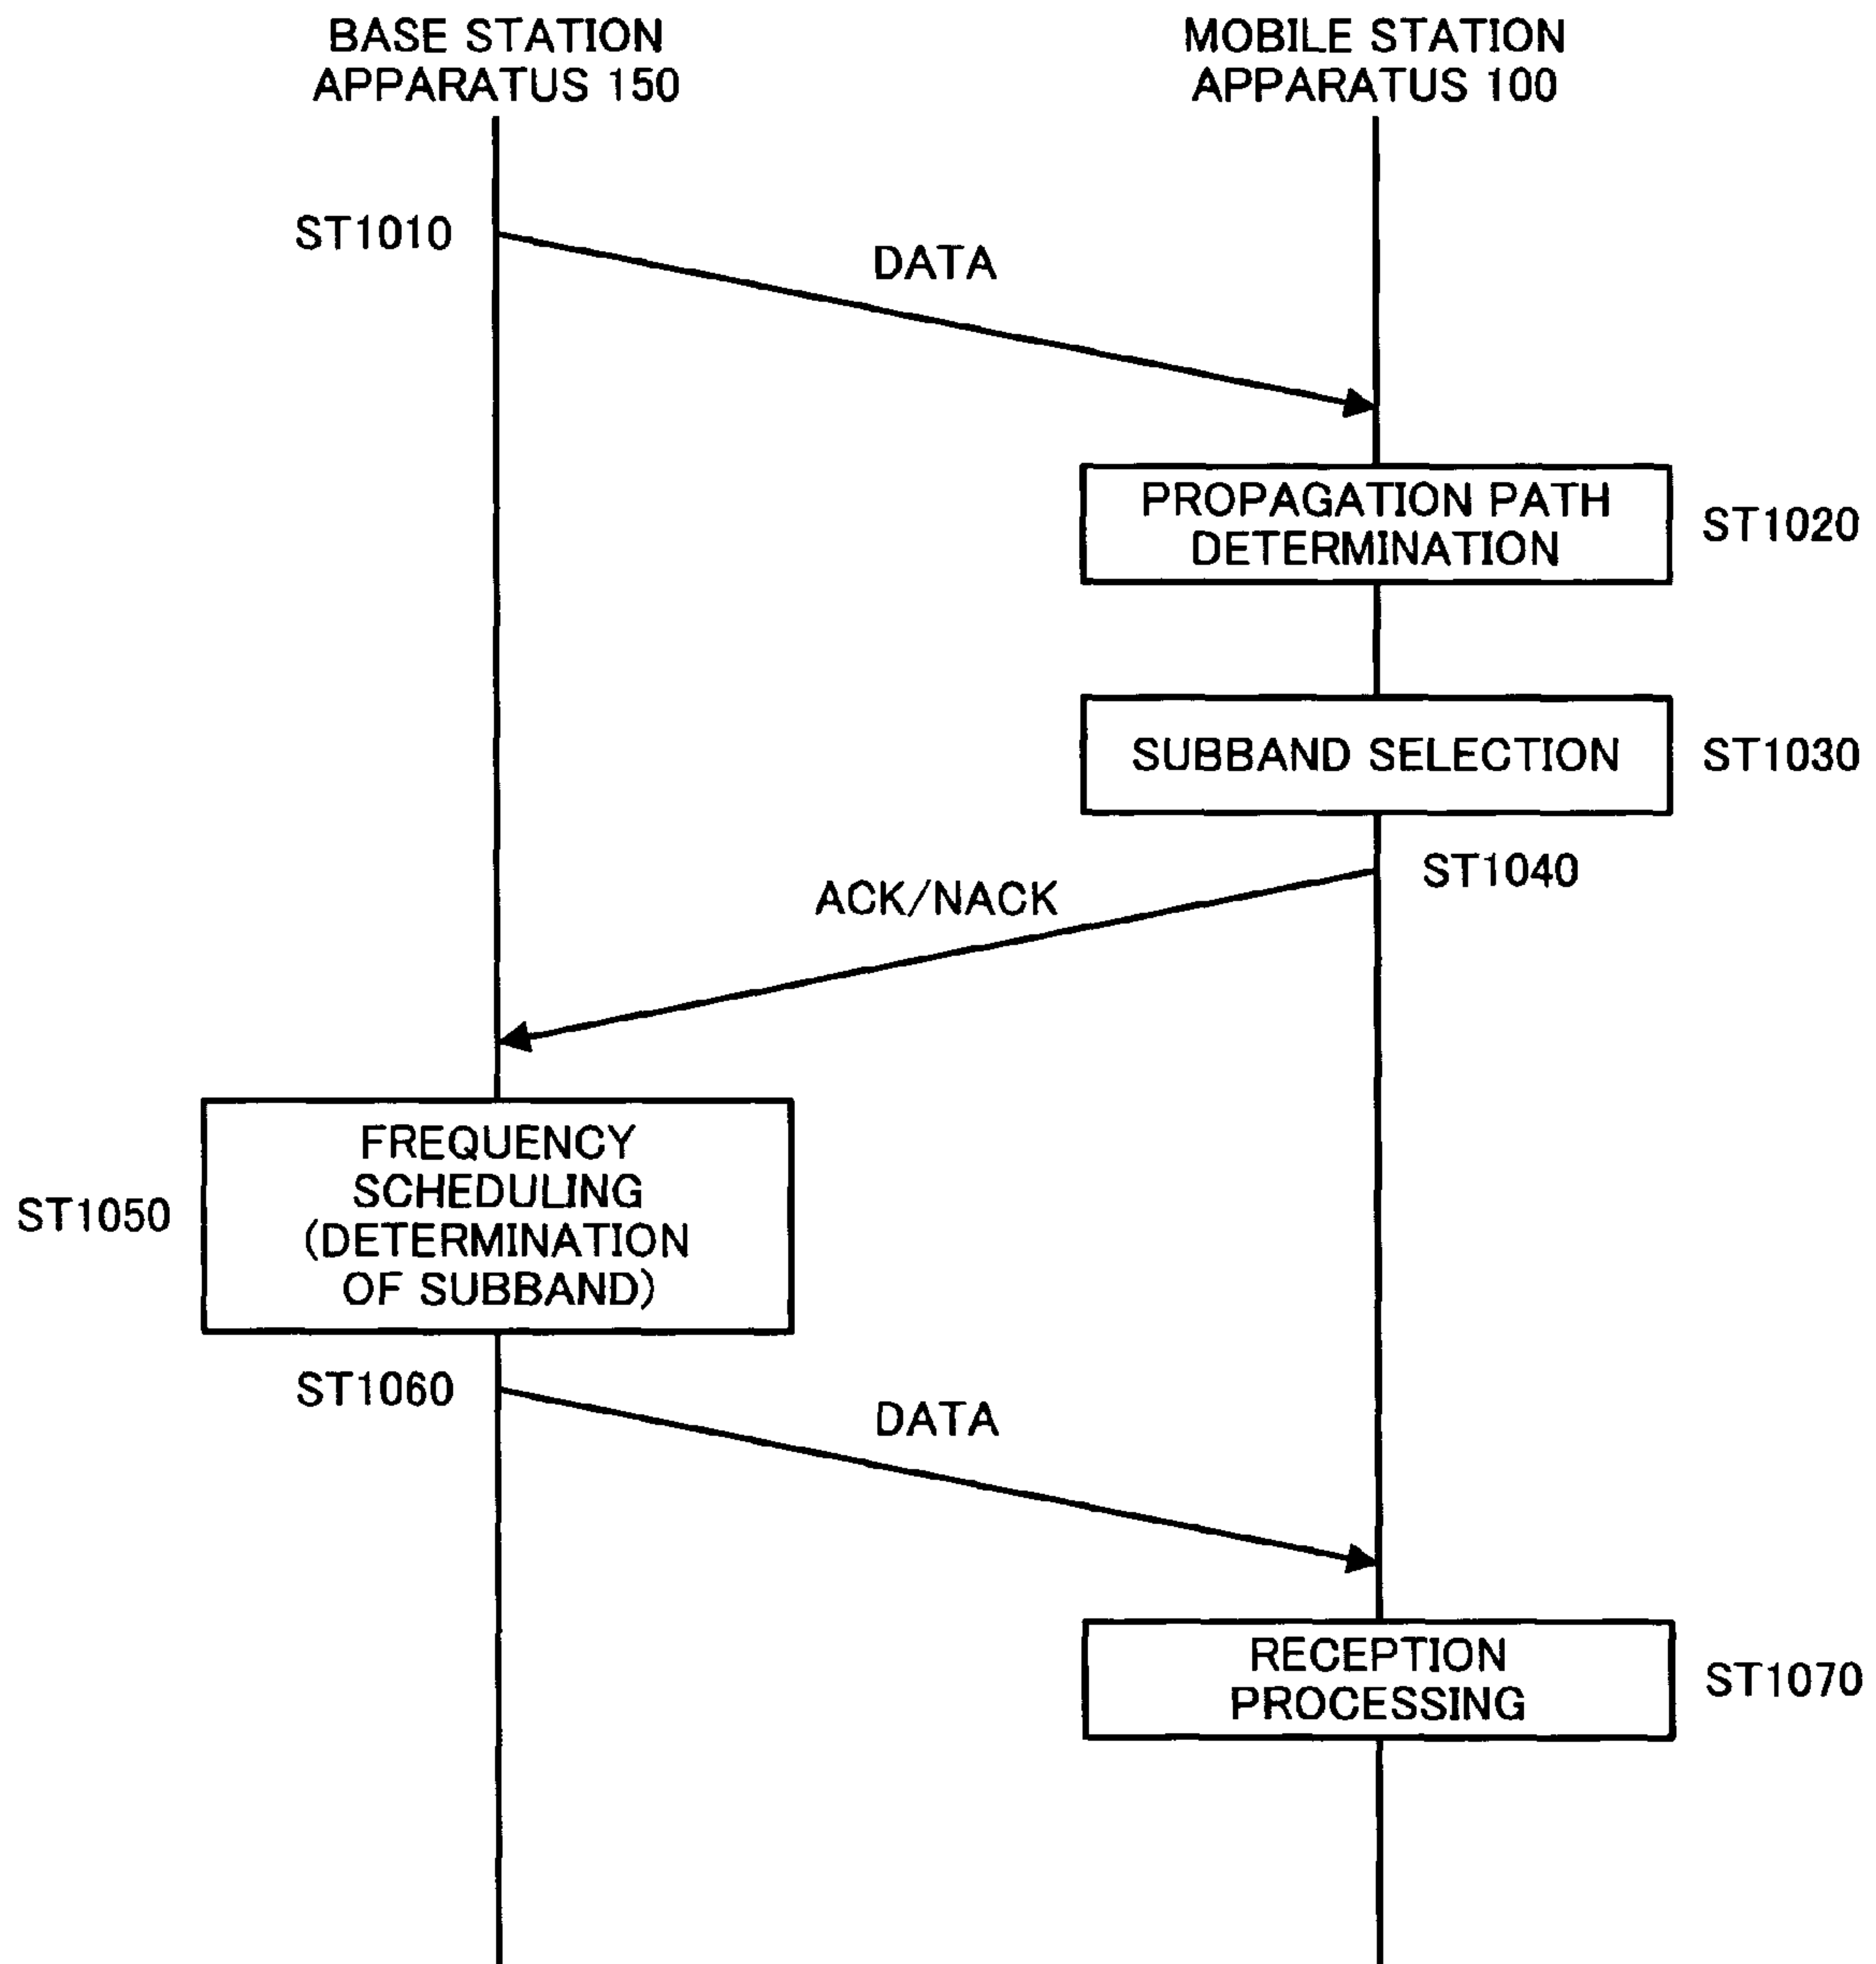 BASE STATION
APPARATUS 150
MOBILE STATION
APPARATUS 100
ST1010
DATA
PROPAGATION PATH
DETERMINATION
ST1020
SUBBAND SELECTION
ST1030
ST1040
ACK/NACK
FREQUENCY
SCHEDULING
(DETERMINATION
OF SUBBAND)
ST1050
ST1060
DATA
RECEPTION
PROCESSING
ST1070